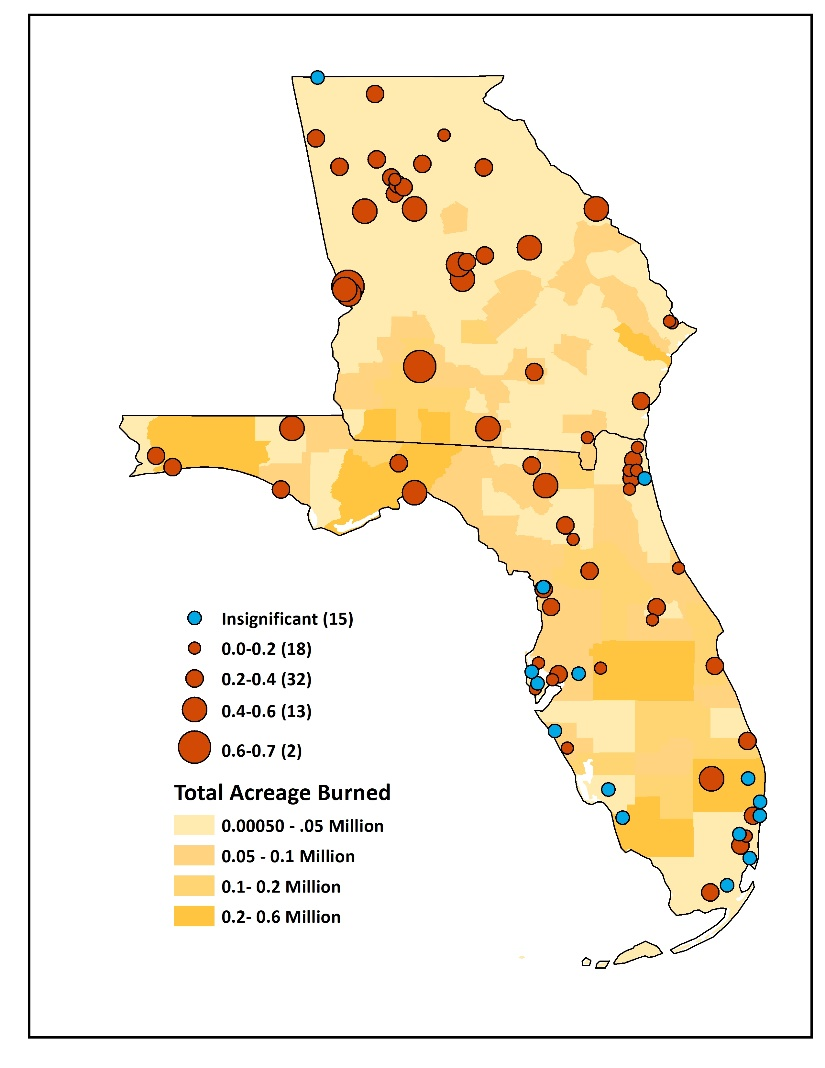 Insignificant (15)
0.0-0.2 (18)
0.2-0.4 (32)
0.4-0.6 (13)
0.6-0.7 (2)
Total Acreage Burned
0.00050 - .05 Million
0.05 - 0.1 Million
0.1- 0.2 Million
0.2- 0.6 Million